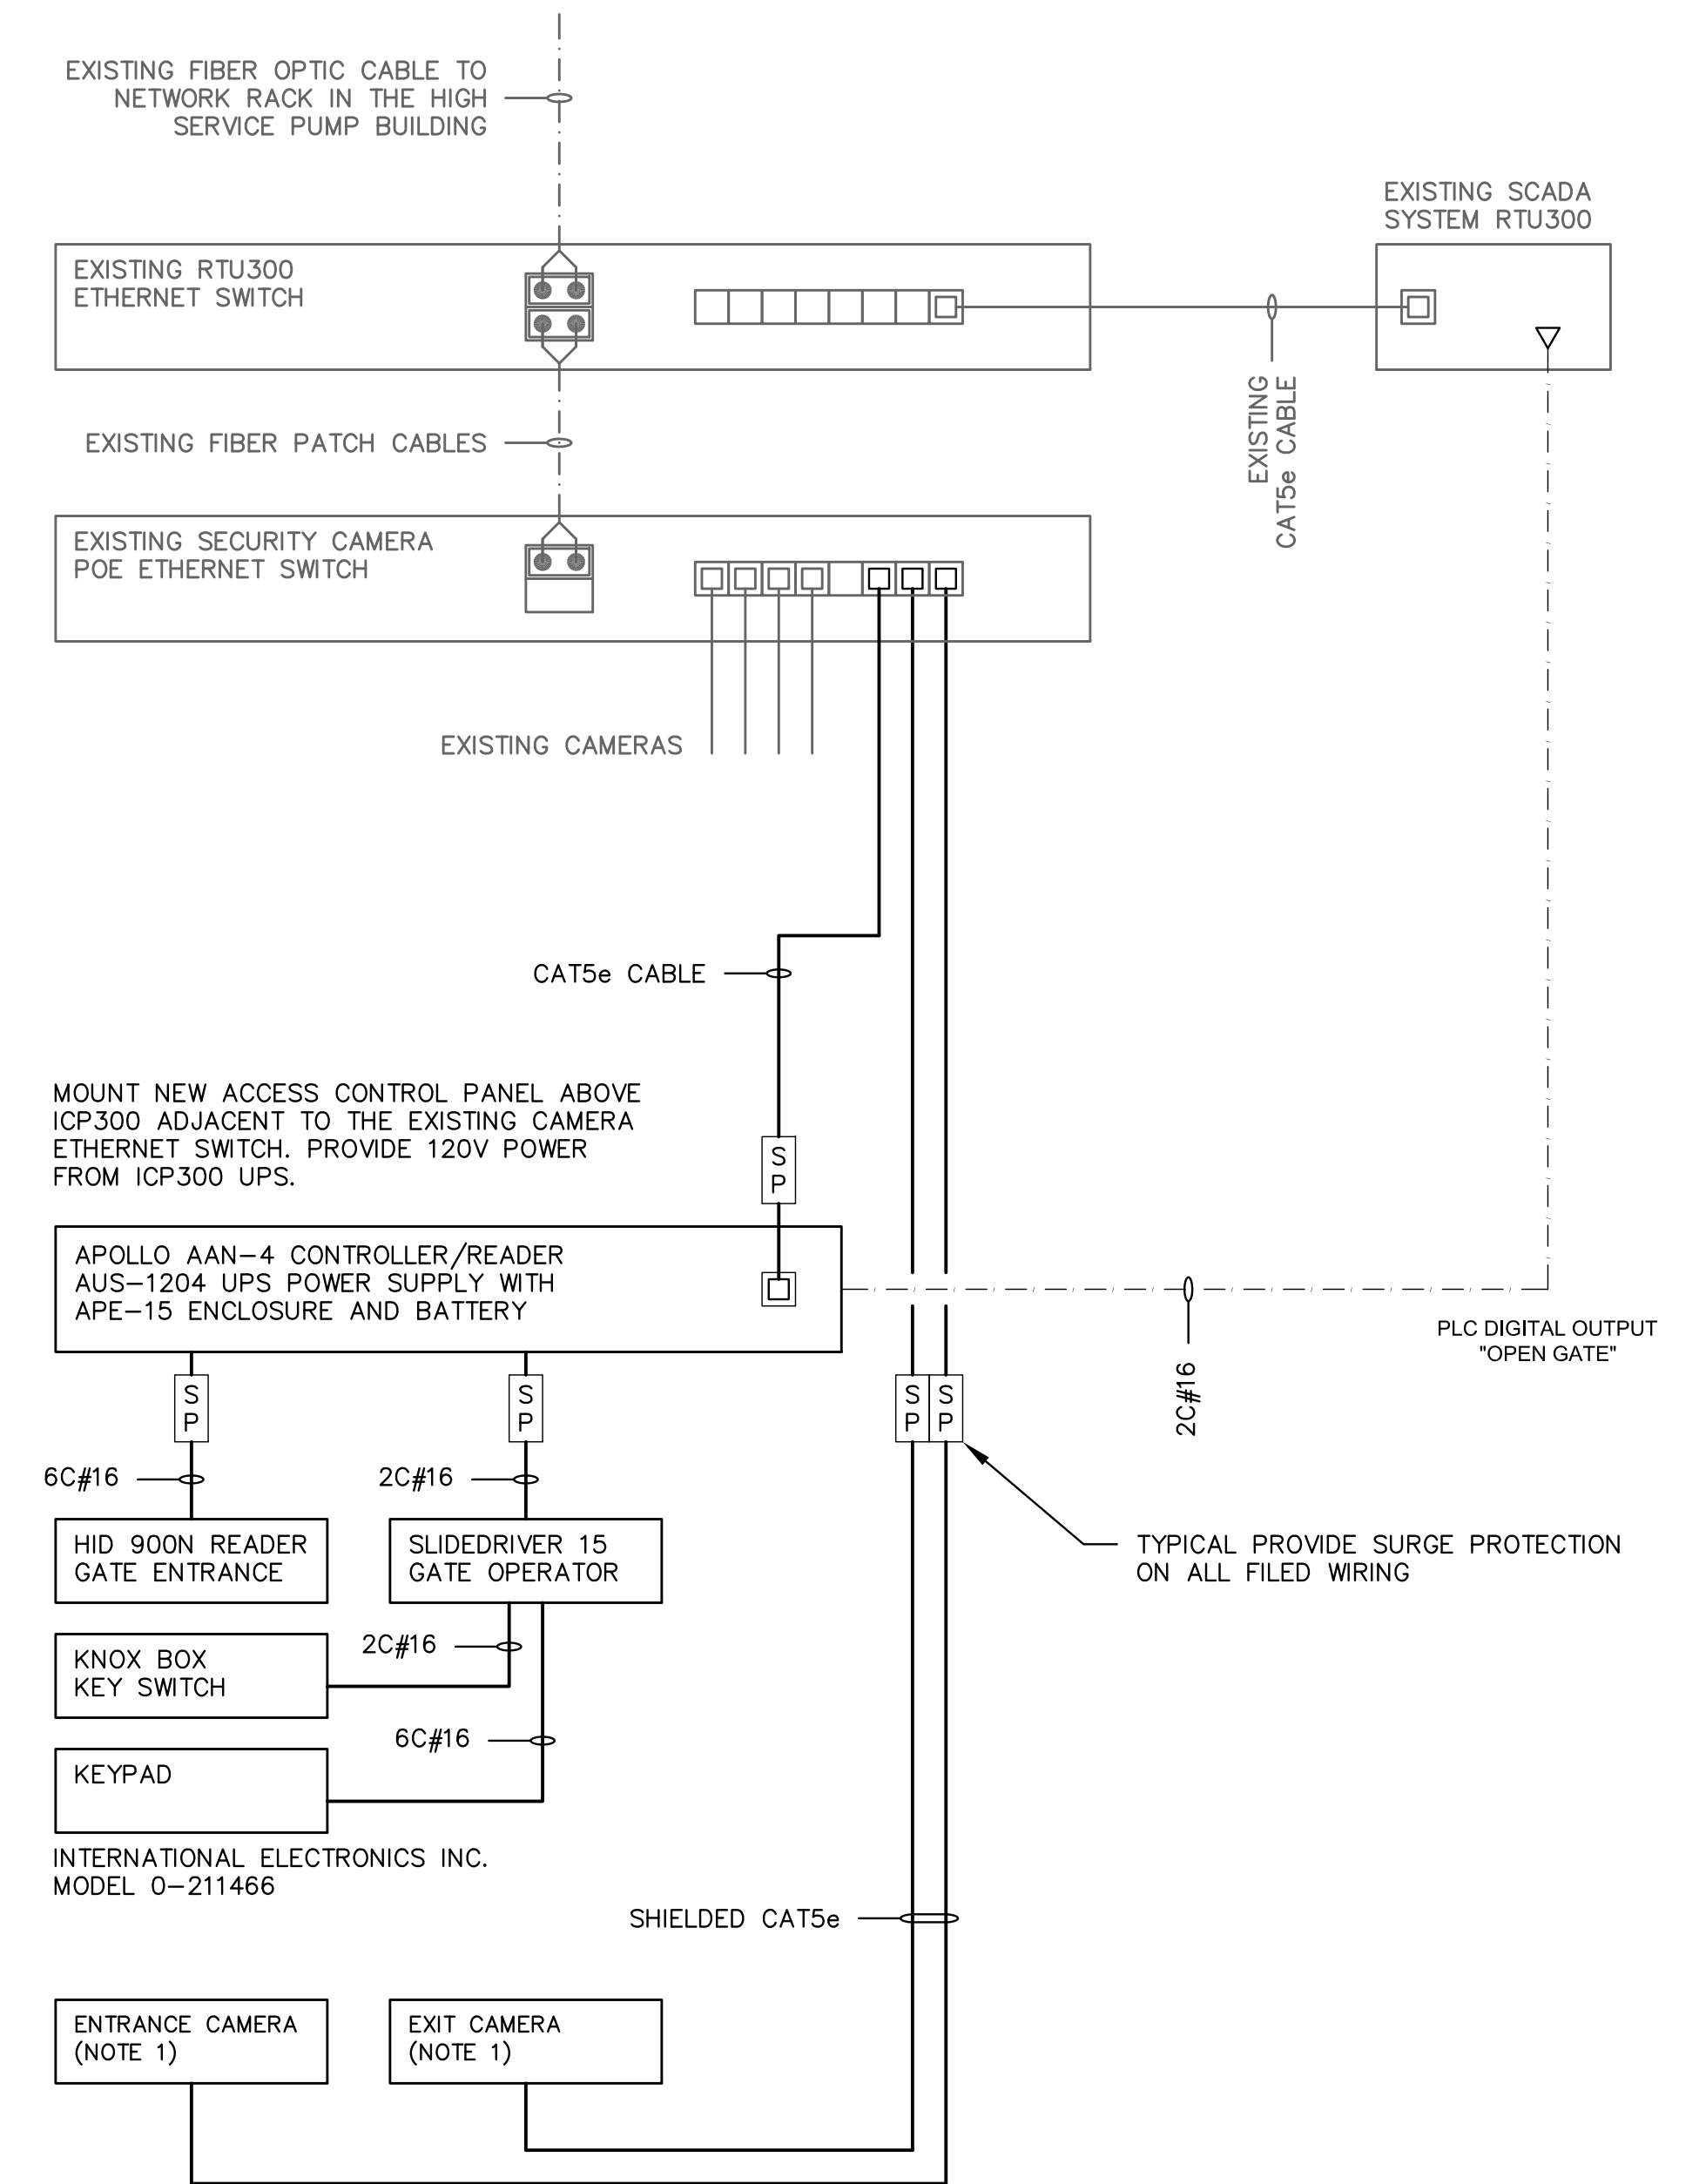 EXISTING FIBER OPTIC CABLE TO
NETWORK RACK IN THE HIGH
SERVICE PUMP BUILDING
EXISTING SCADA
SYSTEM RTU300
EXISTING RTU300
ETHERNET SWITCH
EXISTING
CAT5e CABLE
EXISTING FIBER PATCH CABLES
EXISTING SECURITY CAMERA
POE ETHERNET SWITCH
EXISTING CAMERAS
CAT5e CABLE
MOUNT NEW ACCESS CONTROL PANEL ABOVE
ICP300 ADJACENT TO THE EXISTING CAMERA
ETHERNET SWITCH. PROVIDE 120V POWER
FROM ICP300 UPS.
S
P
APOLLO AAN-4 CONTROLLER/READER
AUS-1204 UPS POWER SUPPLY WITH
APE-15 ENCLOSURE AND BATTERY
PLC DIGITAL OUTPUT
"OPEN GATE"
2C#16
S
P
S
P
S
P
S
P
6C#16
2C#16
HID 900N READER
GATE ENTRANCE
SLIDEDRIVER 15
GATE OPERATOR
TYPICAL PROVIDE SURGE PROTECTION
ON ALL FILED WIRING
2C#16
KNOX BOX
KEY SWITCH
6C#16
KEYPAD
INTERNATIONAL ELECTRONICS INC.
MODEL 0-211466
SHIELDED CAT5e
ENTRANCE CAMERA
(NOTE 1)
EXIT CAMERA
(NOTE 1)